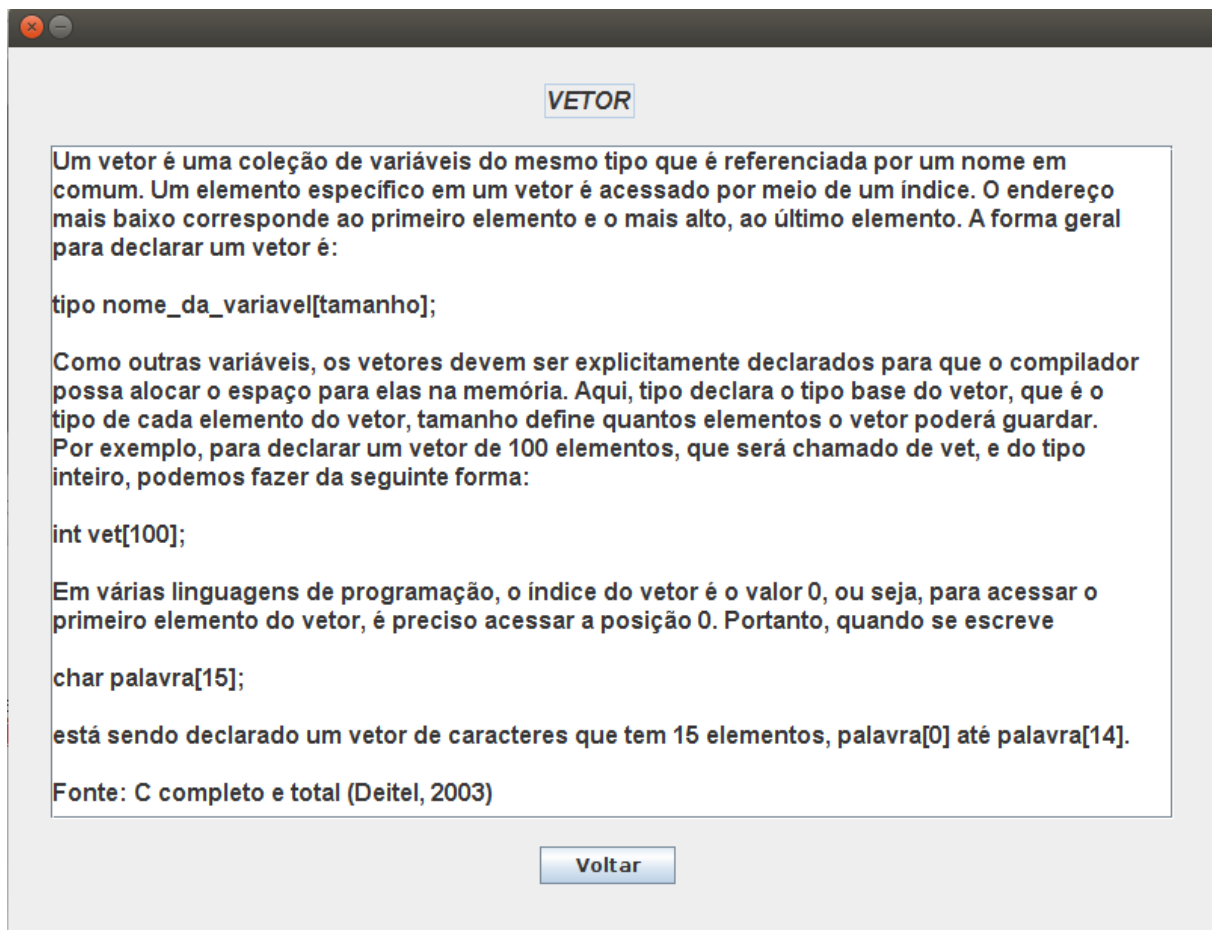 VETOR
Um vetor é uma coleção de variáveis do mesmo tipo que é referenciada por um nome em
comum. Um elemento específico em um vetor é acessado por meio de um índice. O endereço
mais baixo corresponde ao primeiro elemento e o mais alto, ao último elemento. A forma geral
para declarar um vetor é:
tipo nome_da_variavel[tamanho];
Como outras variáveis, os vetores devem ser explicitamente declarados para que o compilador
possa alocar o espaço para elas na memória. Aqui, tipo declara o tipo base do vetor, que é o
tipo de cada elemento do vetor, tamanho define quantos elementos o vetor poderá guardar.
Por exemplo, para declarar um vetor de 100 elementos, que será chamado de vet, e do tipo
inteiro, podemos fazer da seguinte forma:
int vet[100];
Em várias linguagens de programação, o índice do vetor é o valor 0, ou seja, para acessar o
primeiro elemento do vetor, é preciso acessar a posição 0. Portanto, quando se escreve
char palavra[15];
está sendo declarado um vetor de caracteres que tem 15 elementos, palavra[0] até palavra[14].
Fonte: C completo e total (Deitel, 2003)
Voltar